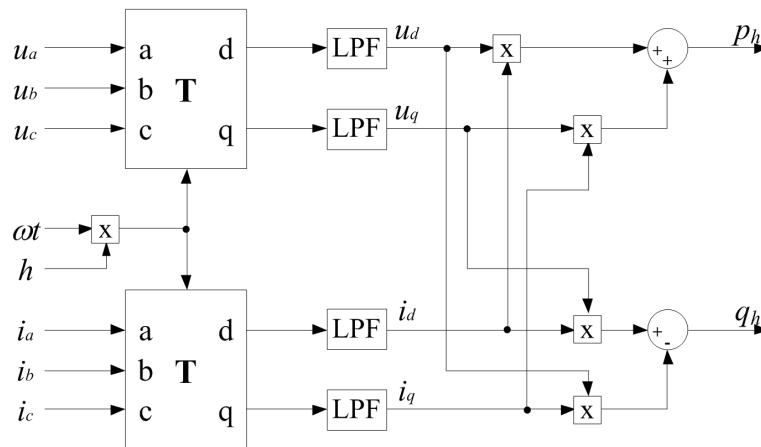 u_a a d LPF u_d x + + p_h
u_b b T
u_c c q LPF u_q x
ωt x
h
i_a a d LPF i_d x + - q_h
i_b b T
i_c c q LPF i_q x